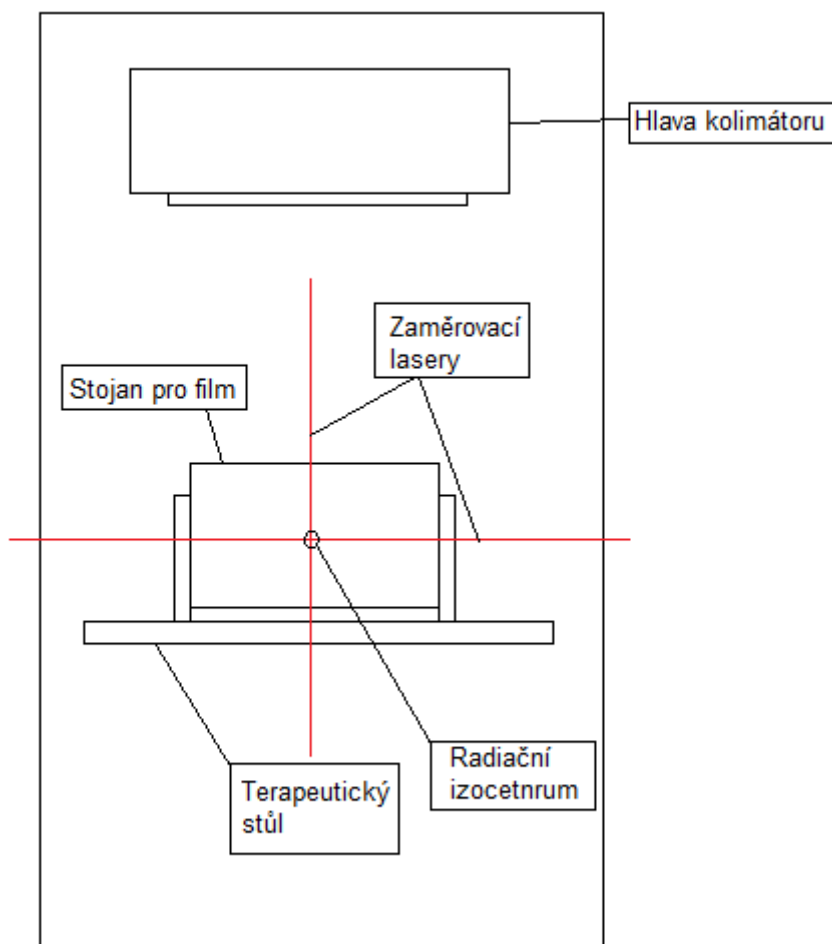 Hlava kolimátoru
Zaměrovací
lasery
Stojan pro film
Radiační
izocetnrum
Terapeutický
stůl